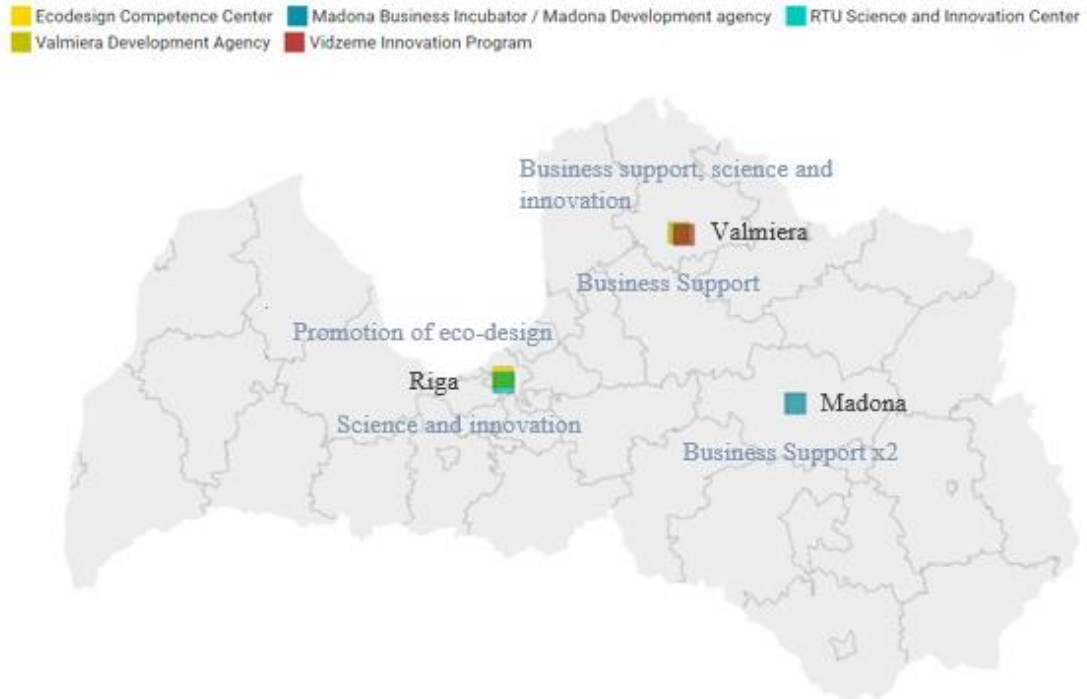 Ecodesign Competence Center Madona Business Incubator / Madona Development agency RTU Science and Innovation Center
Valmiera Development Agency Vidzeme Innovation Program
Business support, science and
innovation
Valmiera
Business Support
Promotion of eco-design
Riga
Madona
Science and innovation
Business Support x2